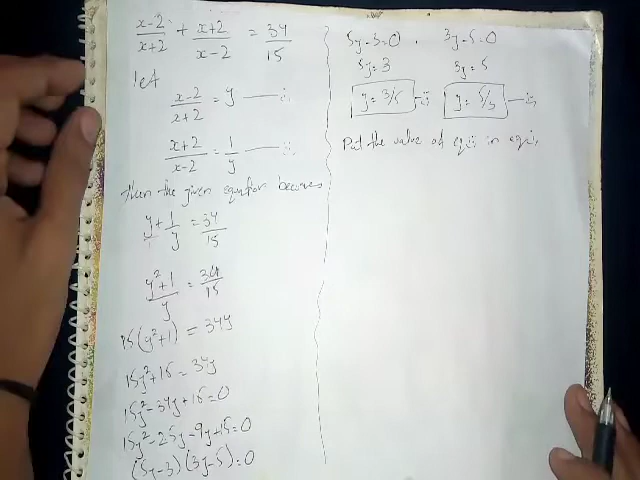 x-2/x+2 + x+2/x-2 = 34/15
let
x-2/x+2 = y — i
x+2/x-2 = 1/y — ii
then the given equation becomes
y + 1/y = 34/15
y²+1/y = 34/15
15(y²+1) = 34y
15y²+15 = 34y
15y²-34y+15=0
15y²-25y-9y+15=0
(5y-3)(3y-5)=0
5y-3=0 , 3y-5=0
5y=3 3y=5
y=3/5 y=5/3
Put the value of eq in eq